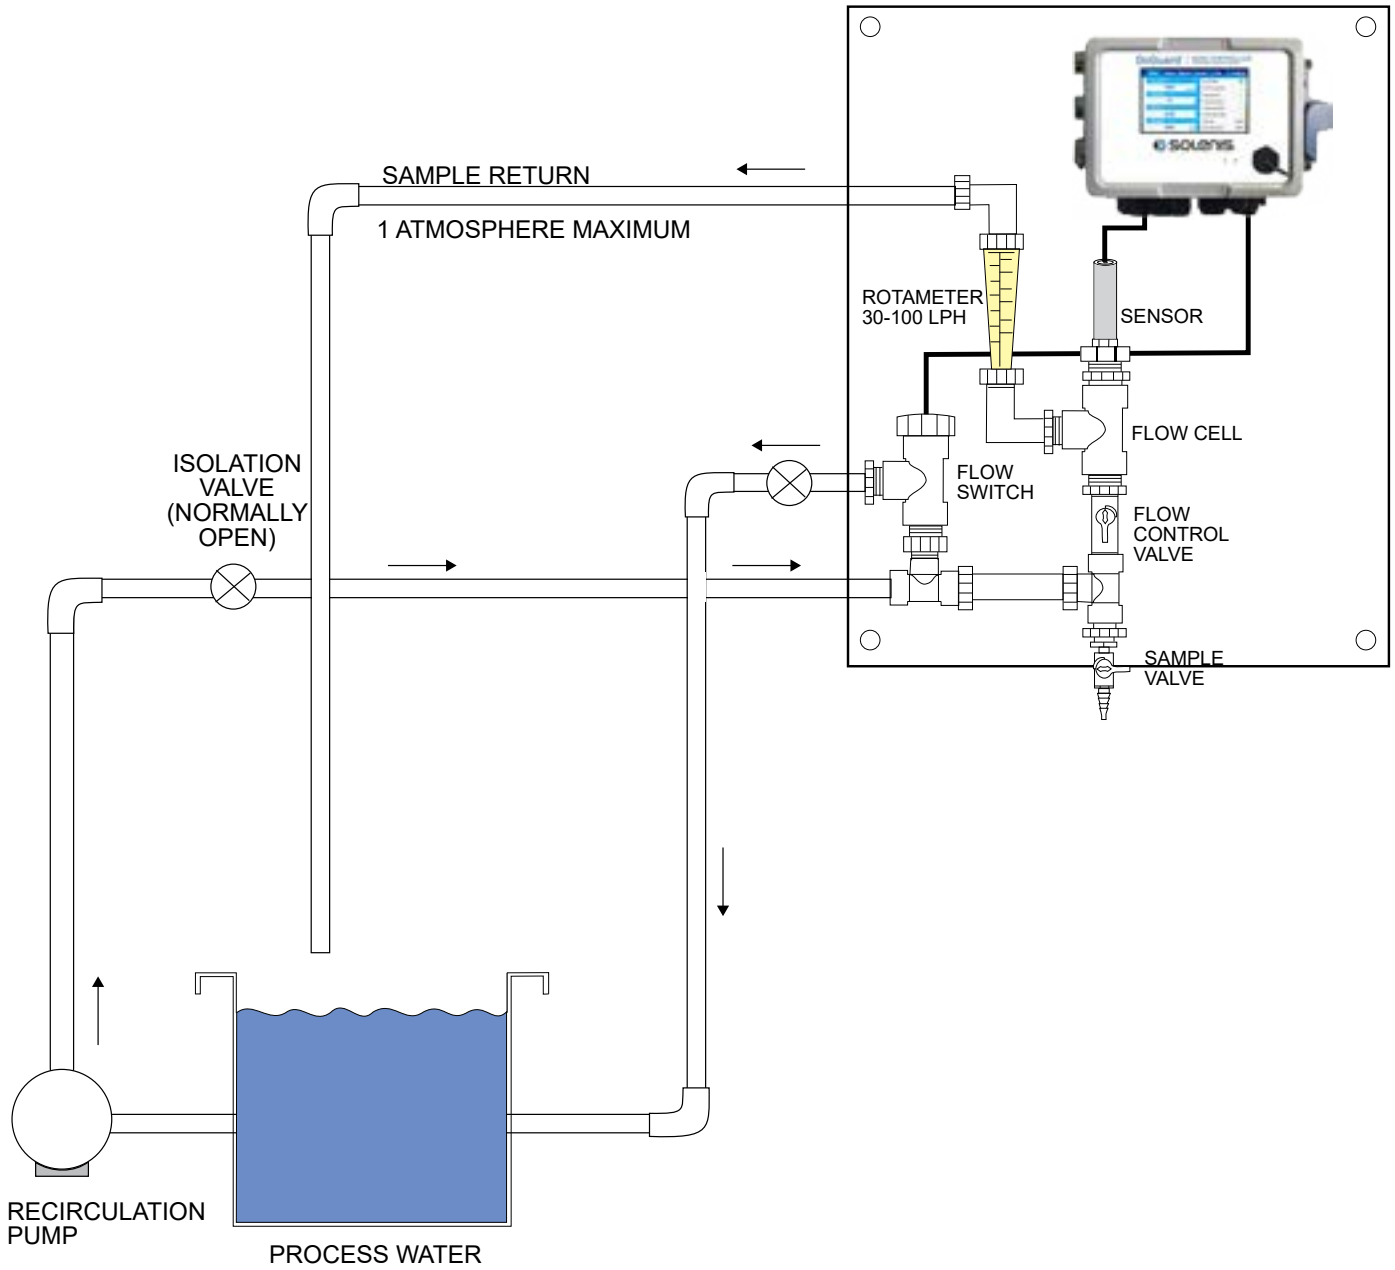 DoGuard
SOLENIS
SAMPLE RETURN
1 ATMOSPHERE MAXIMUM
ROTAMETER
30-100 LPH
SENSOR
FLOW CELL
ISOLATION
VALVE
(NORMALLY
OPEN)
FLOW
SWITCH
FLOW
CONTROL
VALVE
SAMPLE
VALVE
RECIRCULATION
PUMP
PROCESS WATER